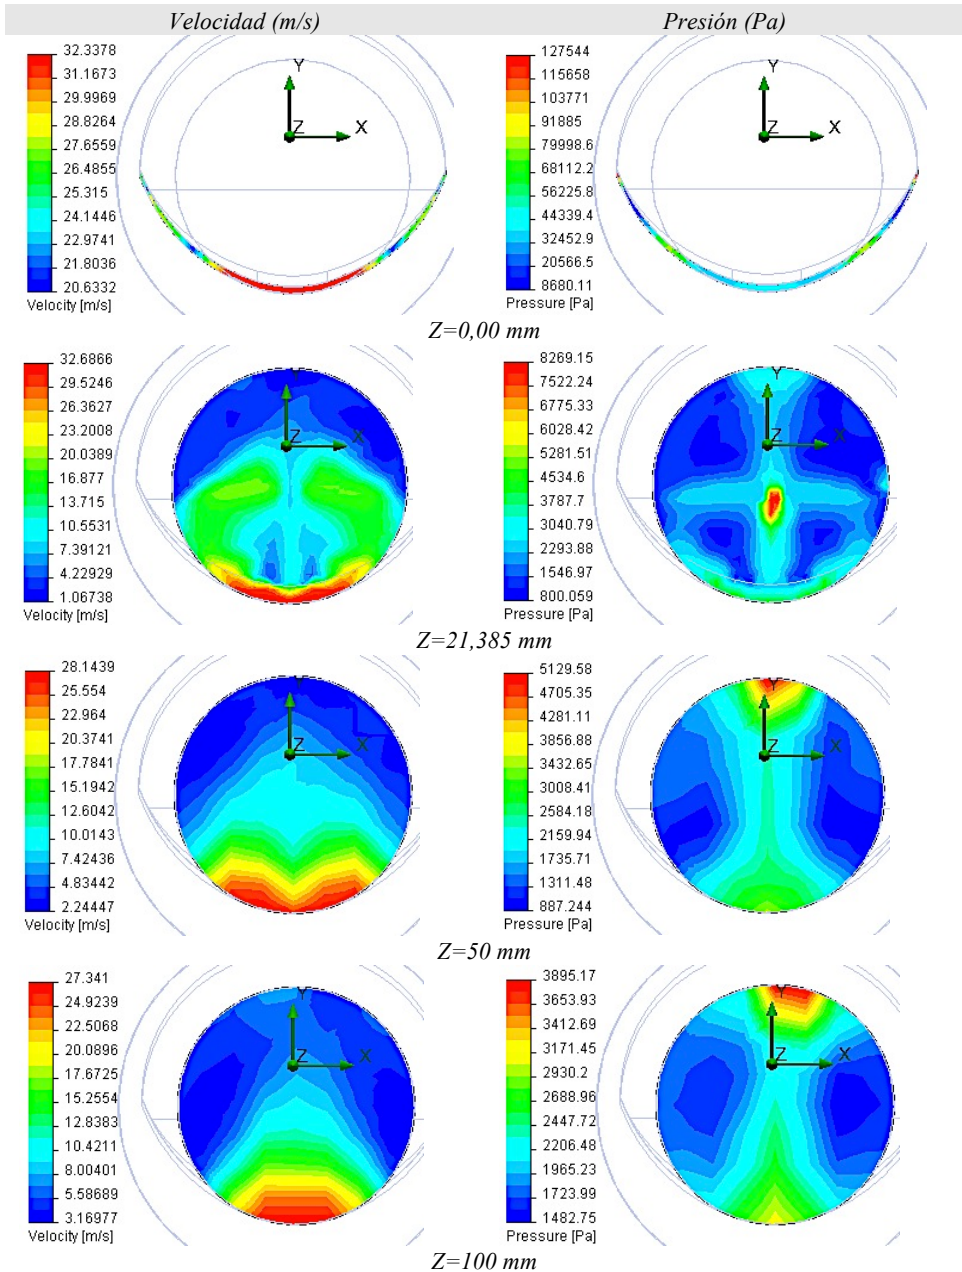 Velocidad (m/s) Presión (Pa)
32.3378
31.1673
29.9969
28.8264
27.6559
26.4855
25.315
24.1446
22.9741
21.8036
20.6332
Velocity [m/s]
Y
Z
X
127544
115658
103771
91885
79998.6
68112.2
56225.8
44339.4
32452.9
20566.5
8680.11
Pressure [Pa]
Y
Z
X
Z=0,00 mm
32.6866
29.5246
26.3627
23.2008
20.0389
16.877
13.715
10.5531
7.39121
4.22929
1.06738
Velocity [m/s]
Y
Z
X
8269.15
7522.24
6775.33
6028.42
5281.51
4534.6
3787.7
3040.79
2293.88
1546.97
800.059
Pressure [Pa]
Y
Z
X
Z=21,385 mm
28.1439
25.554
22.964
20.3741
17.7841
15.1942
12.6042
10.0143
7.42436
4.83442
2.24447
Velocity [m/s]
Y
Z
X
5129.58
4705.35
4281.11
3856.88
3432.65
3008.41
2584.18
2159.94
1735.71
1311.48
887.244
Pressure [Pa]
Y
Z
X
Z=50 mm
27.341
24.9239
22.5068
20.0896
17.6725
15.2554
12.8383
10.4211
8.00401
5.58689
3.16977
Velocity [m/s]
Y
Z
X
3895.17
3653.93
3412.69
3171.45
2930.2
2688.96
2447.72
2206.48
1965.23
1723.99
1482.75
Pressure [Pa]
Y
Z
X
Z=100 mm